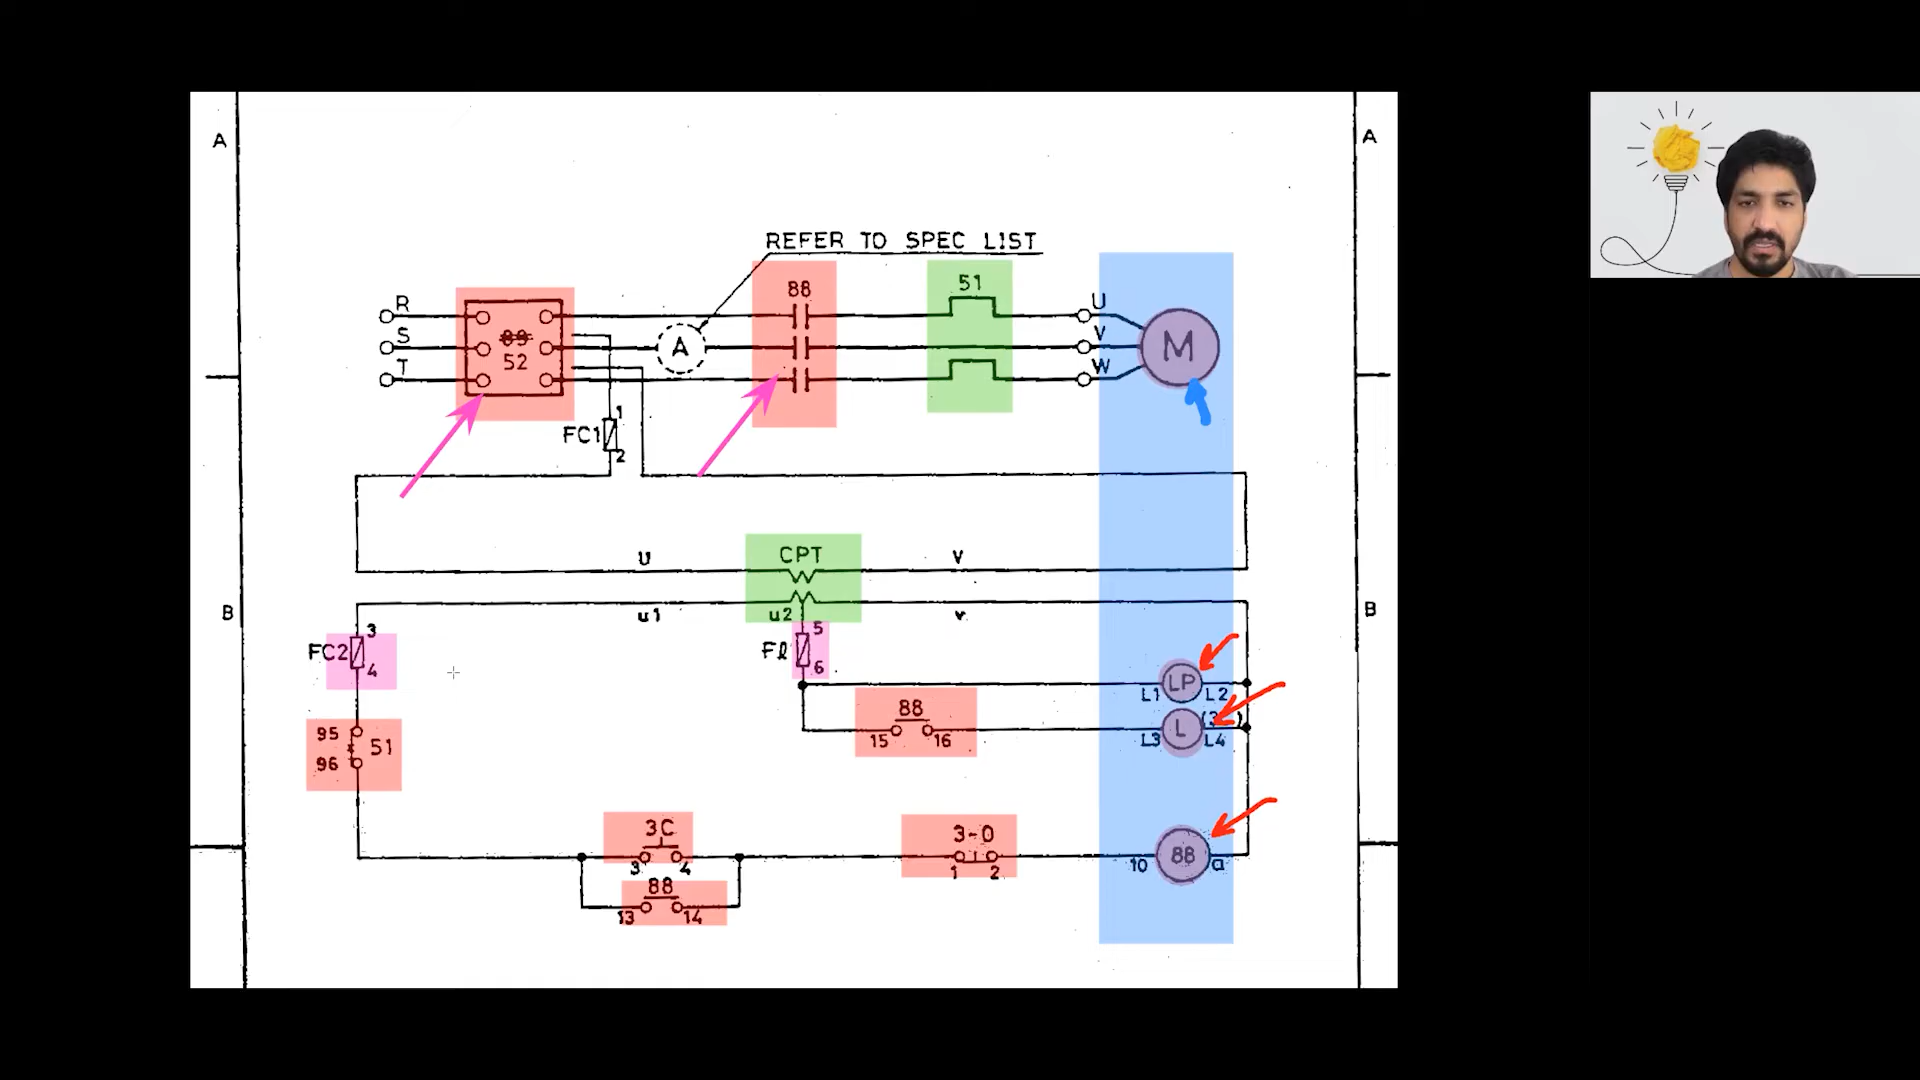 A
A
REFER TO SPEC LIST
88
51
R
S
T
89
52
A
U
V
W
M
FC1
1
2
U
CPT
V
B
B
u1
u2
v
FC2
3
4
Fl
5
6
L1
LP
L2
88
15
16
L3
L
L4
95
96
51
3C
3
4
3-0
1
2
10
88
a
88
13
14